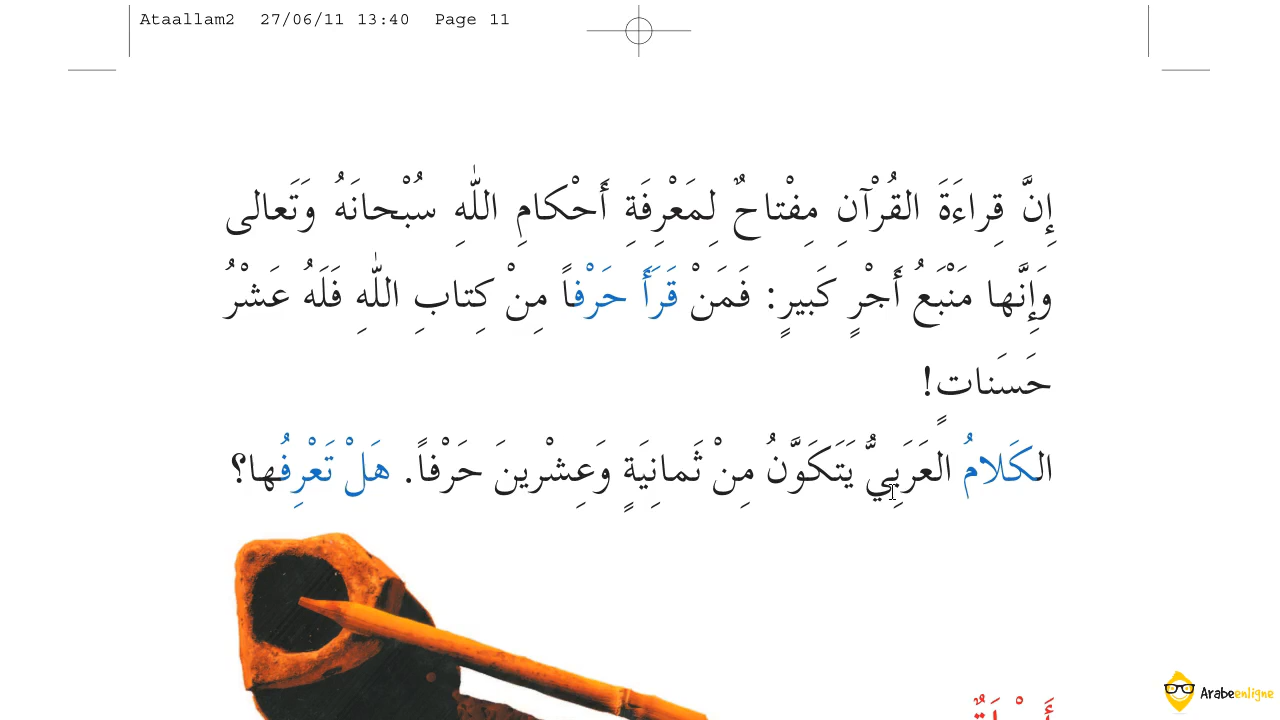 Ataallam2 27/06/11 13:40 Page 11
إِنَّ قِراءَةَ القُرْآنِ مِفْتاحٌ لِمَعْرِفَةِ أَحْكامِ اللّٰهِ سُبْحانَهُ وَتَعالى
وَإِنَّها مَنْبَعُ أَجْرٍ كَبيرٍ: فَمَنْ قَرَأَ حَرْفاً مِنْ كِتابِ اللّٰهِ فَلَهُ عَشْرُ
حَسَناتٍ!
الكَلامُ العَرَبِيُّ يَتَكَوَّنُ مِنْ ثَمانِيَةٍ وَعِشْرينَ حَرْفاً. هَلْ تَعْرِفُها؟
Arabeenligne